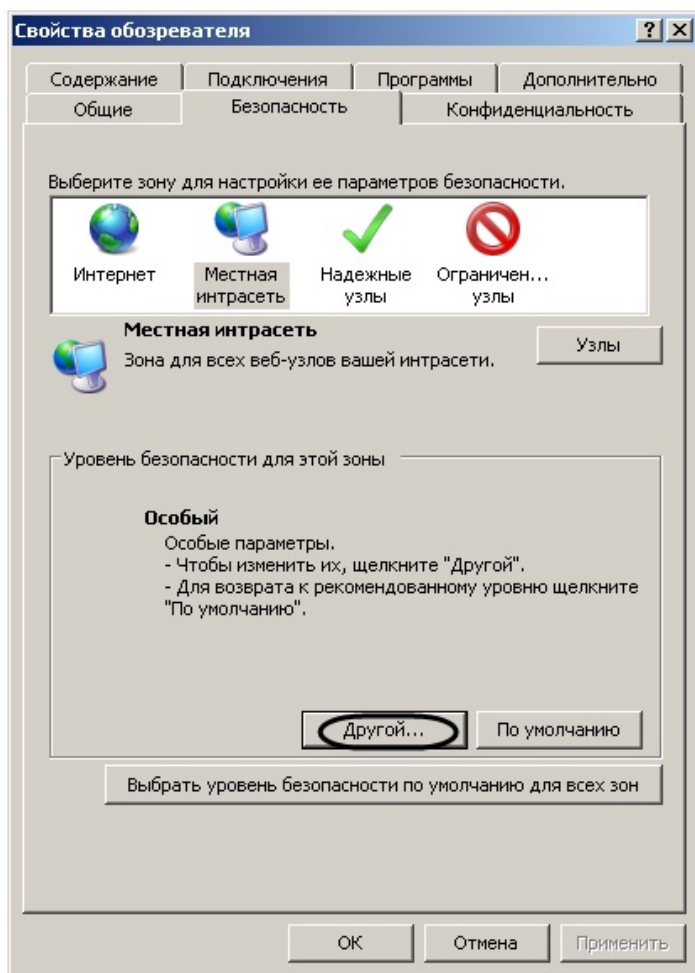 Свойства обозревателя
Содержание Подключения Программы Дополнительно
Общие Безопасность Конфиденциальность
Выберите зону для настройки ее параметров безопасности.
Интернет Местная интрасеть Надежные узлы Ограничен... узлы
Местная интрасеть
Зона для всех веб-узлов вашей интрасети.
Узлы
Уровень безопасности для этой зоны
Особый
Особые параметры.
- Чтобы изменить их, щелкните "Другой".
- Для возврата к рекомендованному уровню щелкните
"По умолчанию".
Другой... По умолчанию
Выбрать уровень безопасности по умолчанию для всех зон
ОК Отмена Применить